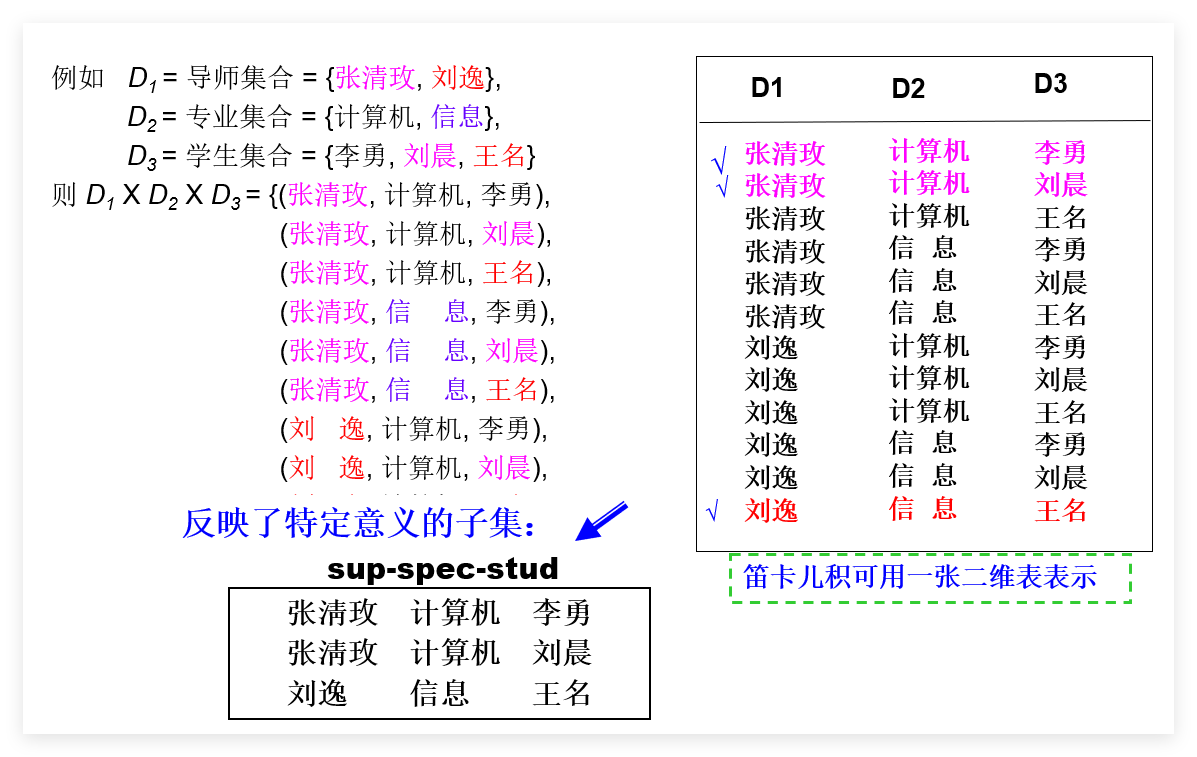 例如 D1 = 导师集合 = {张清玫, 刘逸},
D2 = 专业集合 = {计算机, 信息},
D3 = 学生集合 = {李勇, 刘晨, 王名}
则 D1 X D2 X D3 = {(张清玫, 计算机, 李勇),
(张清玫, 计算机, 刘晨),
(张清玫, 计算机, 王名),
(张清玫, 信 息, 李勇),
(张清玫, 信 息, 刘晨),
(张清玫, 信 息, 王名),
(刘 逸, 计算机, 李勇),
(刘 逸, 计算机, 刘晨),
反映了特定意义的子集：
sup-spec-stud
张清玫 计算机 李勇
张清玫 计算机 刘晨
刘逸 信息 王名
D1 D2 D3
√ 张清玫 计算机 李勇
√ 张清玫 计算机 刘晨
张清玫 计算机 王名
张清玫 信 息 李勇
张清玫 信 息 刘晨
张清玫 信 息 王名
刘逸 计算机 李勇
刘逸 计算机 刘晨
刘逸 计算机 王名
刘逸 信 息 李勇
刘逸 信 息 刘晨
√ 刘逸 信 息 王名
笛卡儿积可用一张二维表表示